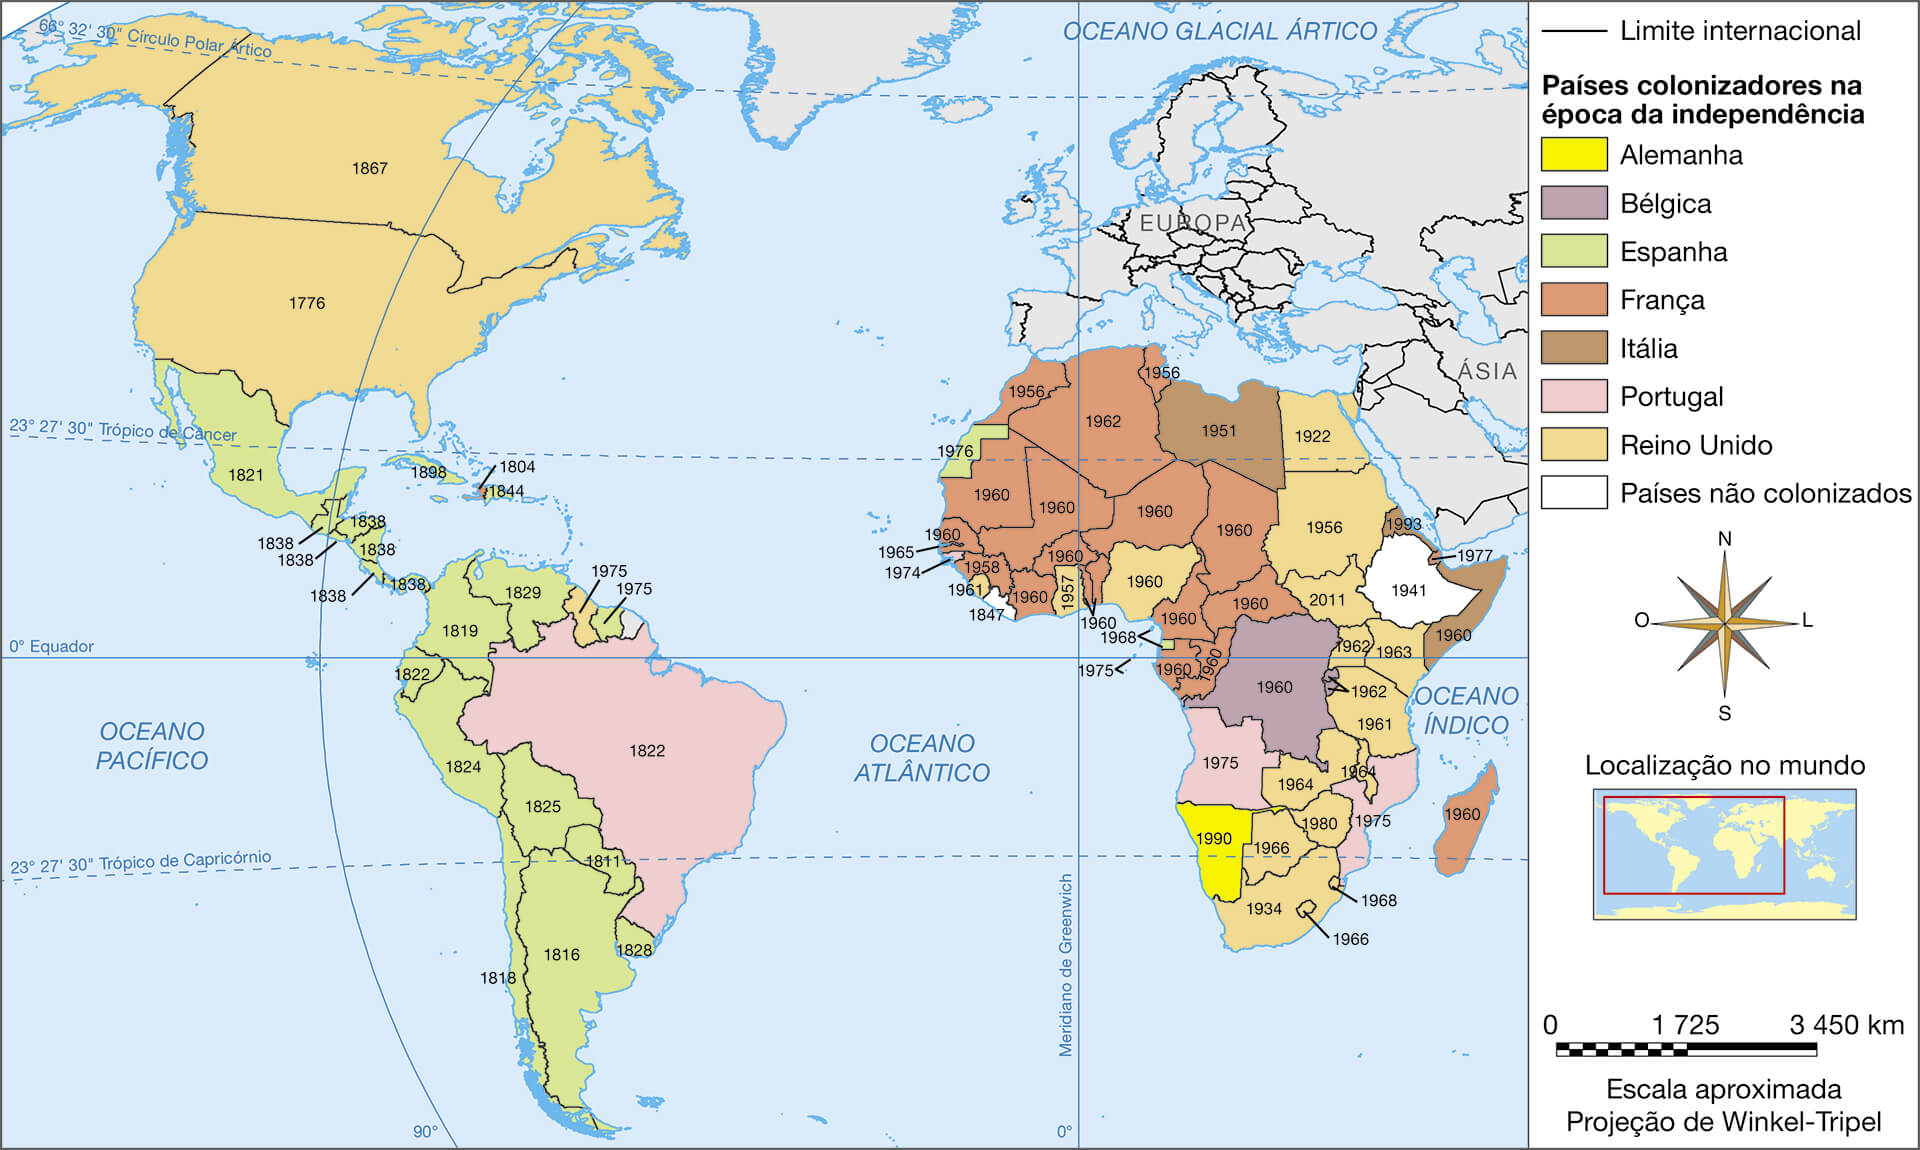 66° 32' 30" Círculo Polar Ártico
OCEANO GLACIAL ÁRTICO
1867
EUROPA
1776
ÁSIA
23° 27' 30" Trópico de Câncer
1821
1898
1804
1844
1838
1838
1838
1838
1838
1838
1829
1975
1975
1819
0° Equador
1822
1822
1824
1825
1811
23° 27' 30" Trópico de Capricórnio
1816
1828
1818
OCEANO
PACÍFICO
OCEANO
ATLÂNTICO
90°
0°
Meridiano de Greenwich
1956
1956
1962
1951
1922
1976
1960
1960
1960
1960
1956
1993
1977
1960
1965
1974
1958
1961
1847
1960
1960
1957
1960
1960
1968
1975
1960
1960
1960
1960
2011
1941
1960
1962
1963
1960
1962
1961
OCEANO
ÍNDICO
1975
1964
1964
1975
1960
1990
1966
1980
1934
1968
1966
Limite internacional
Países colonizadores na
época da independência
Alemanha
Bélgica
Espanha
França
Itália
Portugal
Reino Unido
Países não colonizados
N
O
L
S
Localização no mundo
0 1 725 3 450 km
Escala aproximada
Projeção de Winkel-Tripel